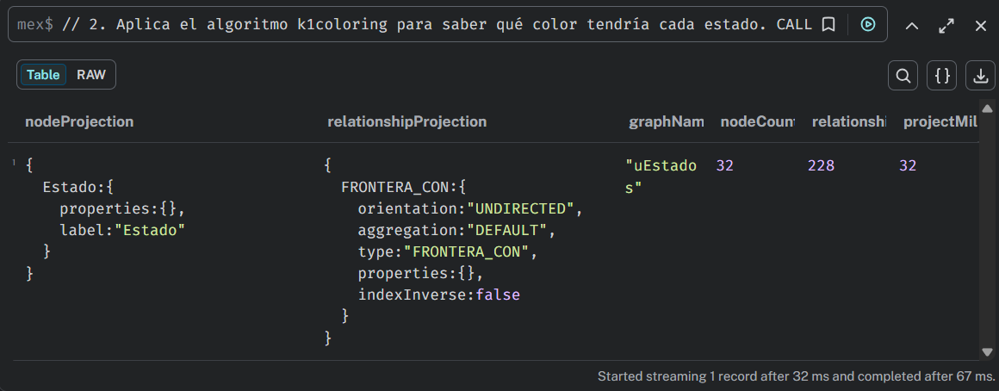 mex$ // 2. Aplica el algoritmo k1coloring para saber qué color tendría cada estado. CALL
Table RAW
nodeProjection relationshipProjection graphNam nodeCoun relationshi projectMil
1 { { "uEstado 32 228 32
Estado:{ FRONTERA_CON:{ s"
properties:{}, orientation:"UNDIRECTED",
label:"Estado" aggregation:"DEFAULT",
} type:"FRONTERA_CON",
} properties:{},
indexInverse:false
}
}
Started streaming 1 record after 32 ms and completed after 67 ms.